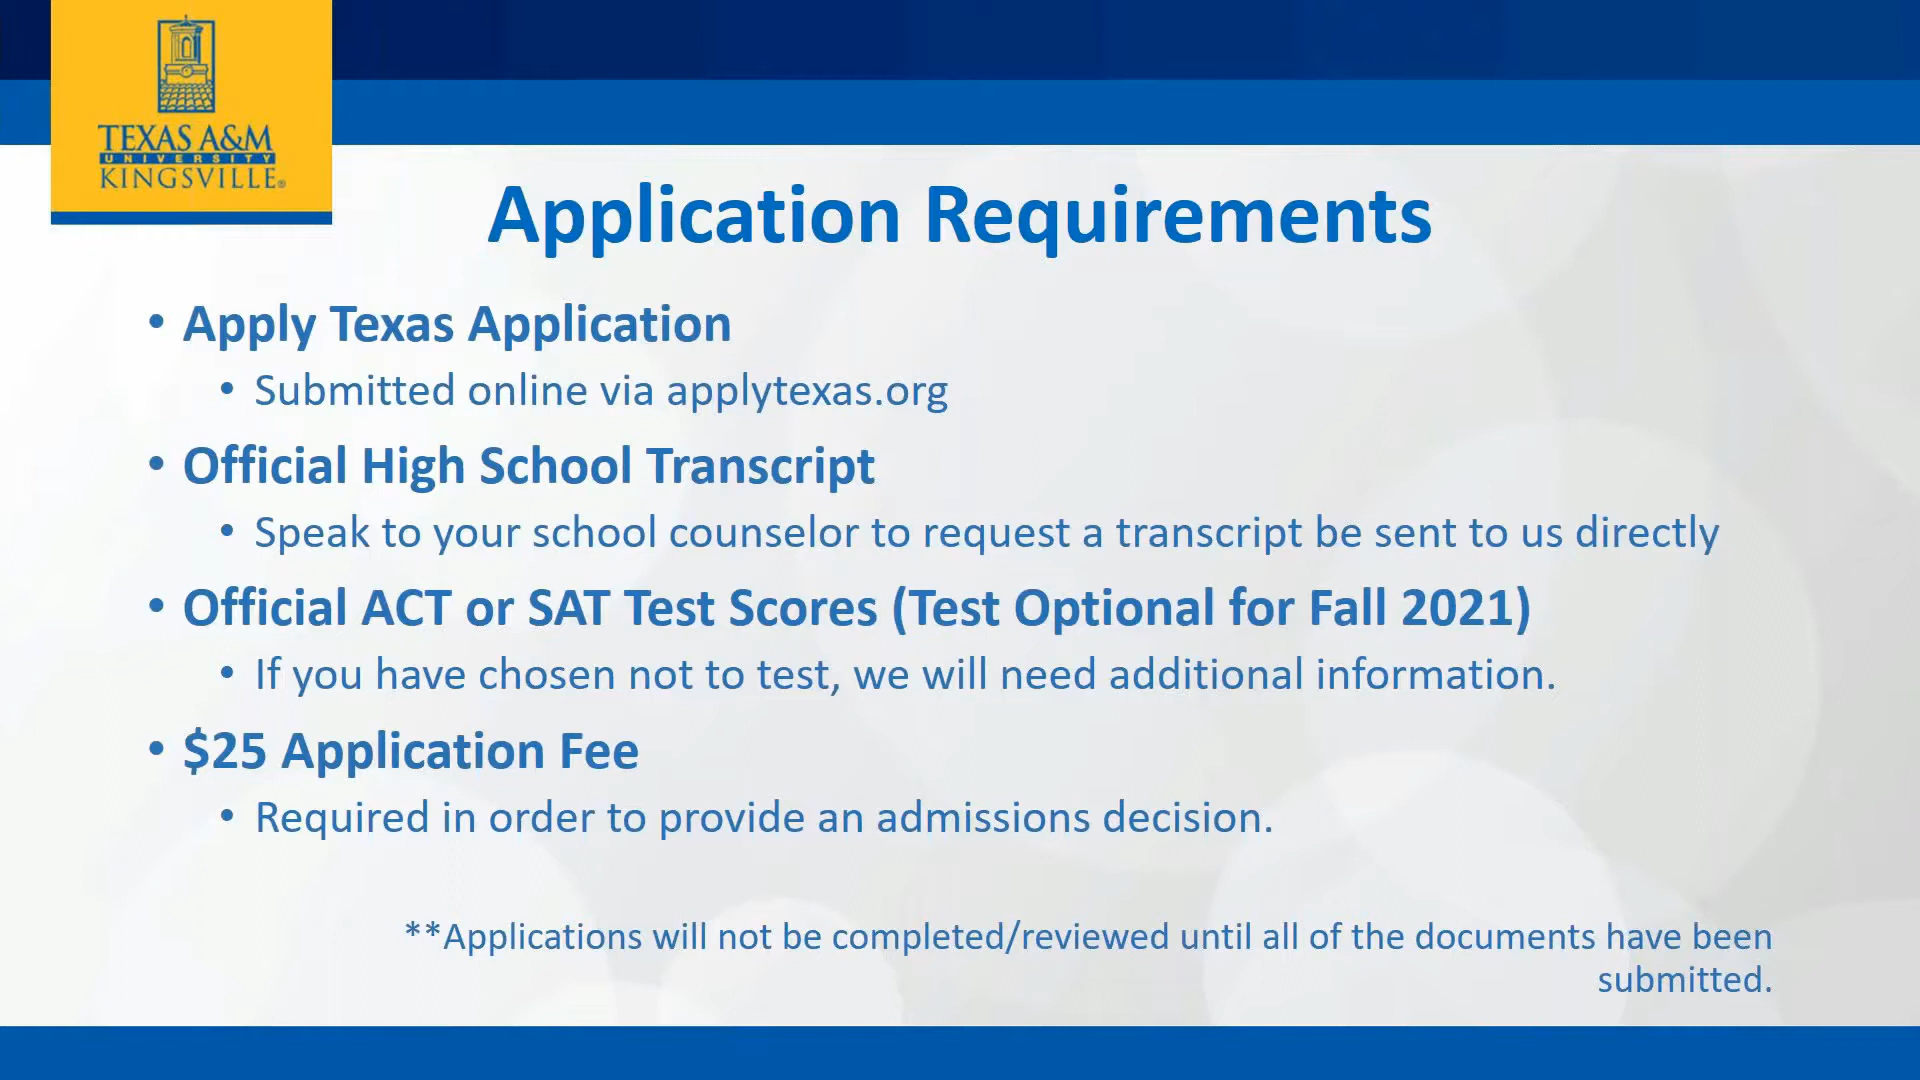 TEXAS A&M
UNIVERSITY
KINGSVILLE®
Application Requirements
• Apply Texas Application
• Submitted online via applytexas.org
• Official High School Transcript
• Speak to your school counselor to request a transcript be sent to us directly
• Official ACT or SAT Test Scores (Test Optional for Fall 2021)
• If you have chosen not to test, we will need additional information.
• $25 Application Fee
• Required in order to provide an admissions decision.
**Applications will not be completed/reviewed until all of the documents have been
submitted.